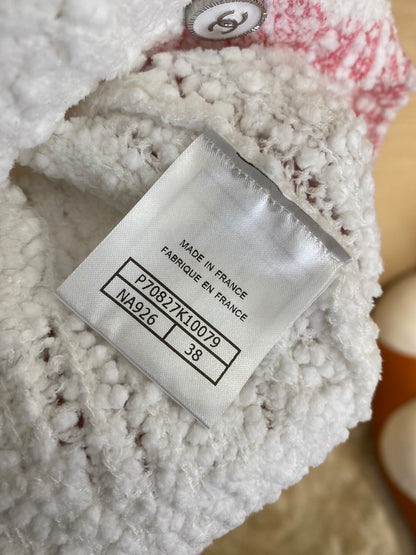 MADE IN FRANCE
FABRIQUE EN FRANCE
P70827K10079
NA926 38